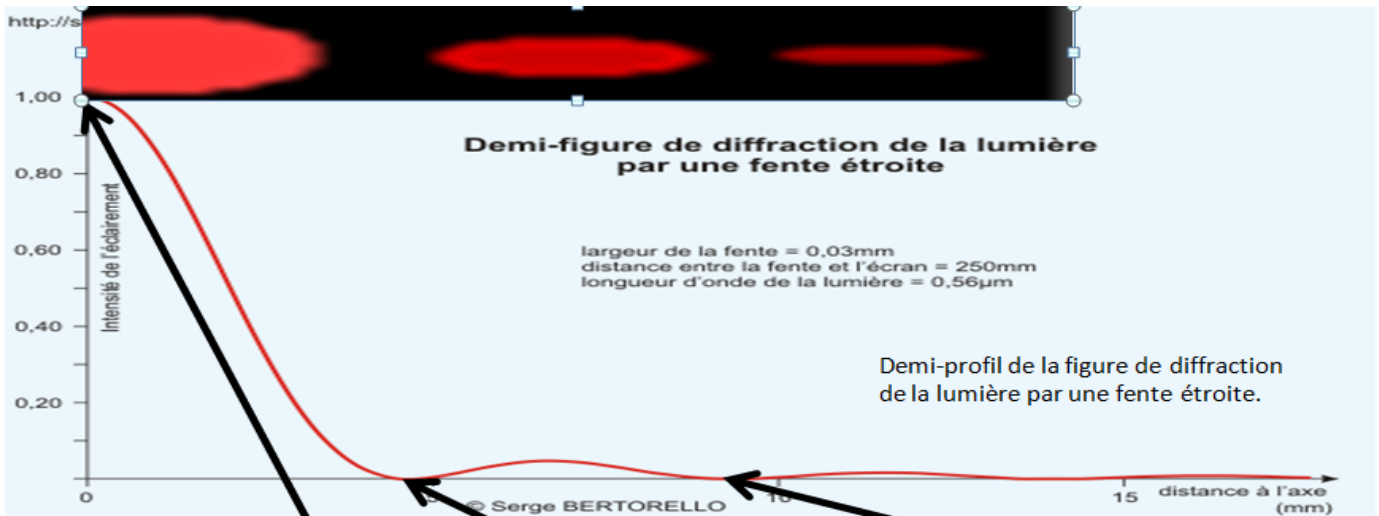 http://s
1,00
Demi-figure de diffraction de la lumière
par une fente étroite
0,80
Intensité de l'éclairement
0,60
largeur de la fente = 0,03mm
distance entre la fente et l'écran = 250mm
longueur d'onde de la lumière = 0,56µm
0,40
Demi-profil de la figure de diffraction
de la lumière par une fente étroite.
0,20
0
© Serge BERTORELLO
15
distance à l'axe
(mm)